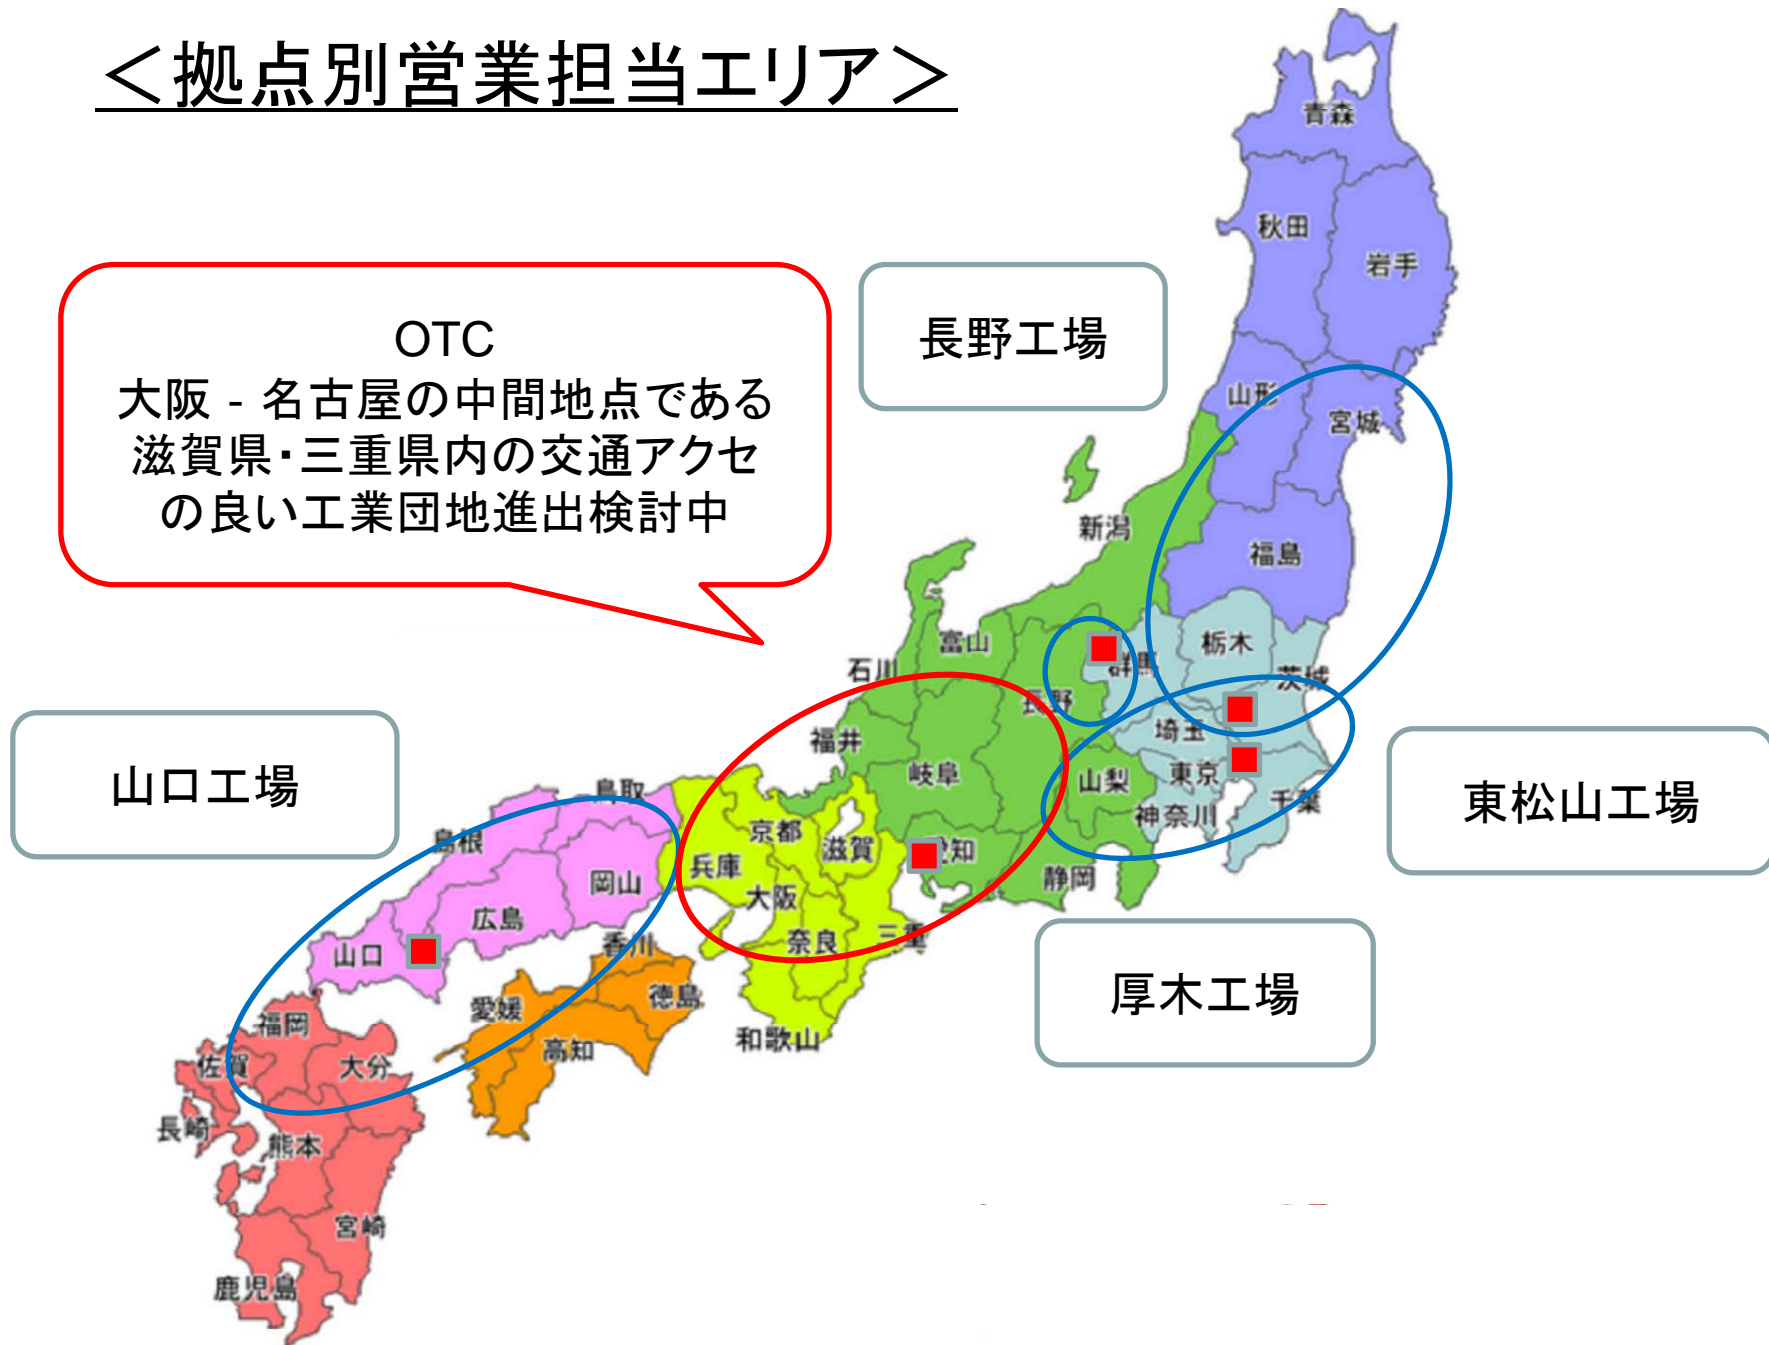 ＜拠点別営業担当エリア＞
OTC
大阪 - 名古屋の中間地点である
滋賀県・三重県内の交通アクセ
の良い工業団地進出検討中
長野工場
山口工場
東松山工場
厚木工場
青森
秋田
岩手
山形
宮城
新潟
福島
富山
群馬
栃木
茨城
石川
長野
埼玉
福井
岐阜
山梨
東京
千葉
神奈川
鳥取
島根
京都
滋賀
愛知
兵庫
静岡
岡山
大阪
広島
奈良
三重
山口
香川
愛媛
徳島
和歌山
福岡
高知
佐賀
大分
長崎
熊本
宮崎
鹿児島